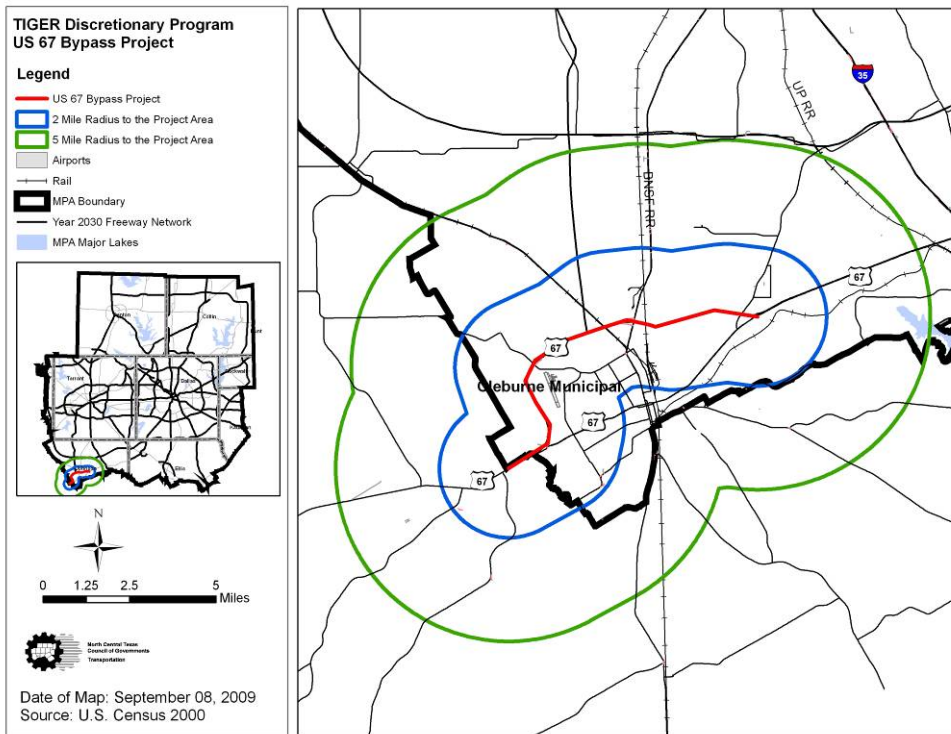 TIGER Discretionary Program
US 67 Bypass Project
Legend
US 67 Bypass Project
2 Mile Radius to the Project Area
5 Mile Radius to the Project Area
Airports
Rail
MPA Boundary
Year 2030 Freeway Network
MPA Major Lakes
Collin
Tarrant
Dallas
Ellis
N
0 1.25 2.5 5
Miles
North Central Texas
Council of Governments
Transportation
Date of Map: September 08, 2009
Source: U.S. Census 2000
35
UP RR
BNSF RR
67
67
Cleburne Municipal
67
67